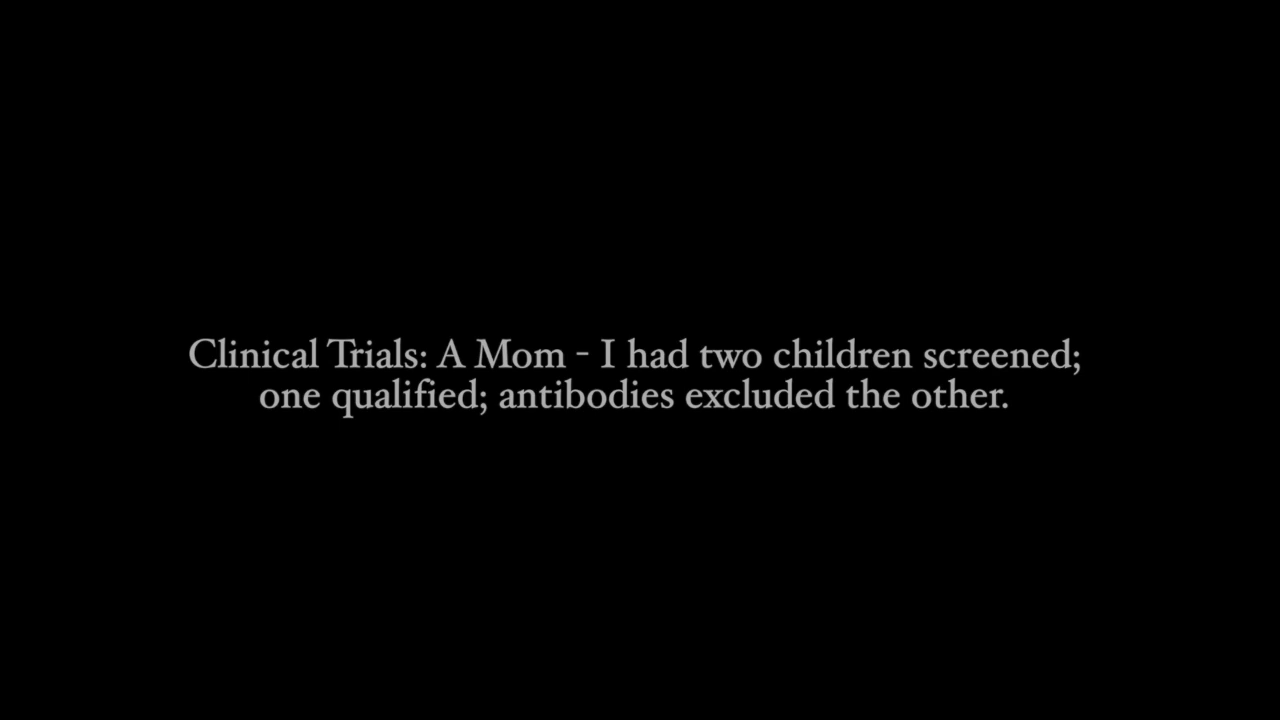 Clinical Trials: A Mom - I had two children screened;
one qualified; antibodies excluded the other.